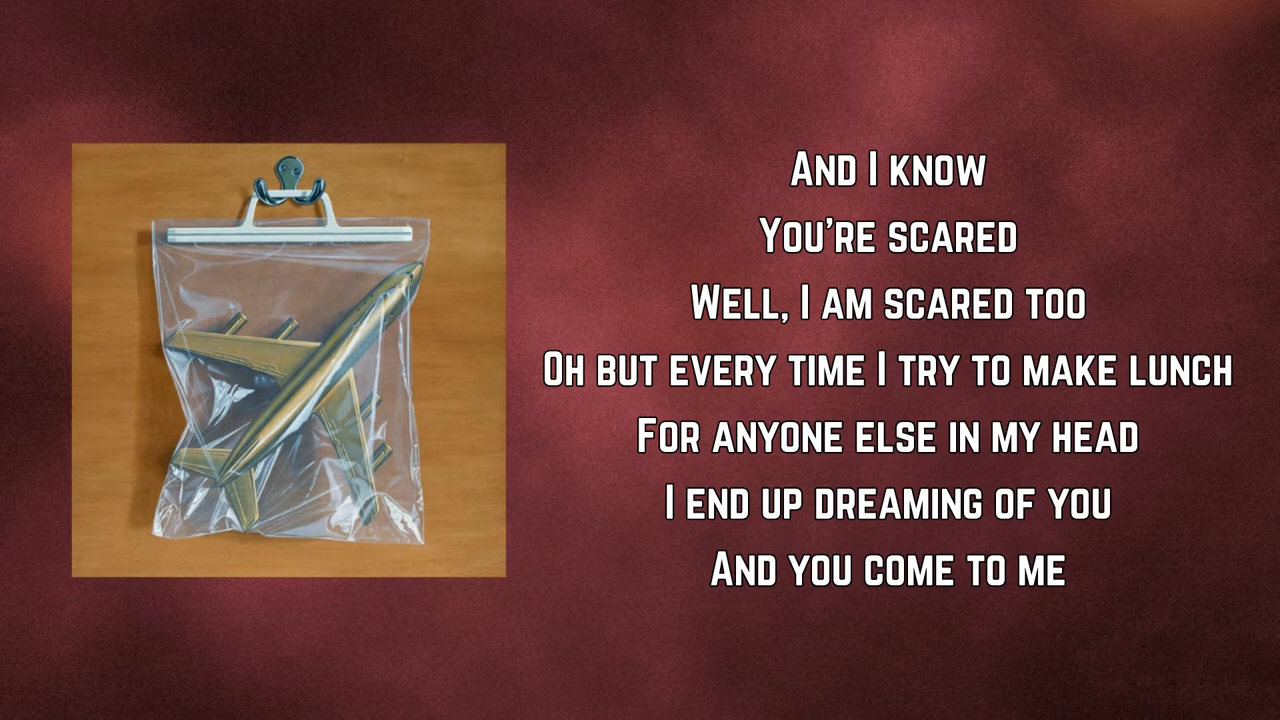 And I know
You're scared
Well, I am scared too
Oh but every time I try to make lunch
For anyone else in my head
I end up dreaming of you
And you come to me